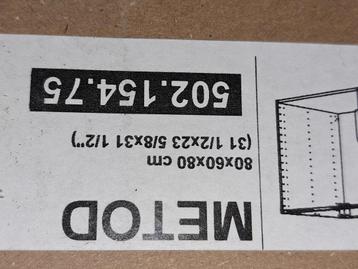 METOD
80x60x80 cm
(31 1/2x23 5/8x31 1/2")
502.154.75